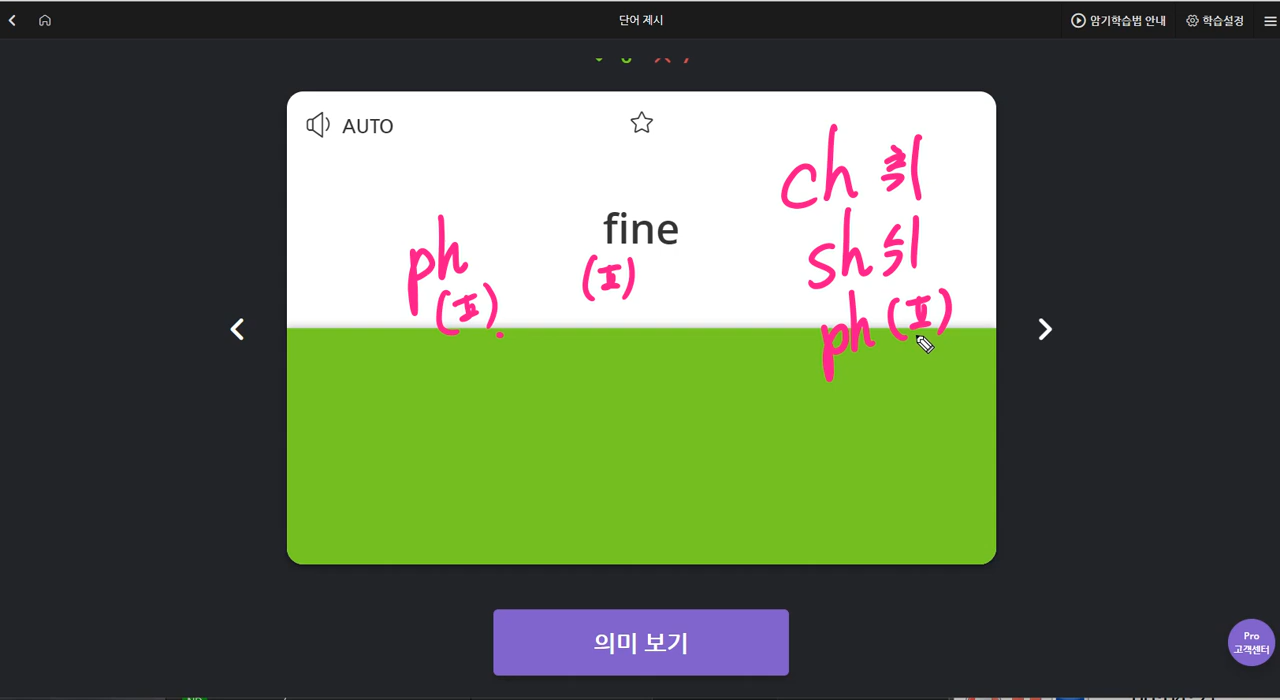 단어 제시
암기학습법 안내
학습설정
AUTO
ch 취
fine
ph
(ㅍ)
sh 쉬
(ㅍ).
ph (ㅍ)
의미 보기
Pro
고객센터